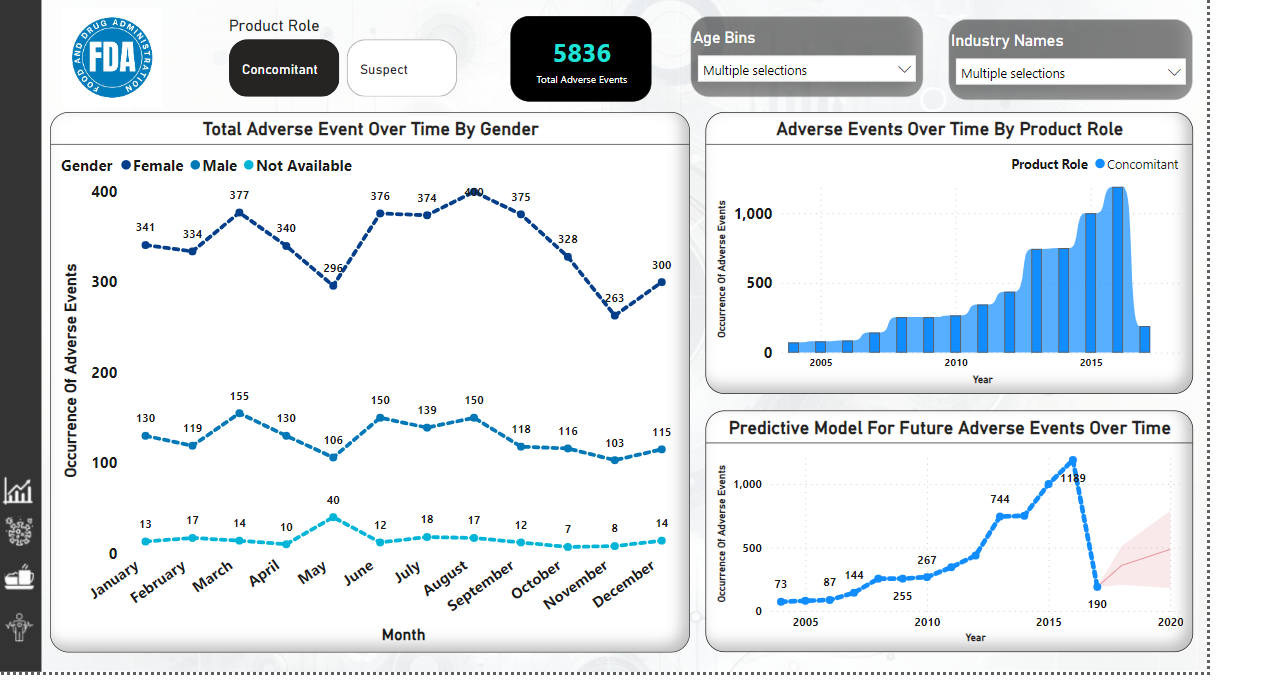 FOOD AND DRUG ADMINISTRATION
FDA
Product Role
Concomitant
Suspect
5836
Total Adverse Events
Age Bins
Multiple selections
Industry Names
Multiple selections
Total Adverse Event Over Time By Gender
Gender Female Male Not Available
Occurrence Of Adverse Events
400
300
200
100
0
341 334 377 340 296 376 374 400 375 328 263 300
130 119 155 130 106 150 139 150 118 116 103 115
13 17 14 10 40 12 18 17 12 7 8 14
January February March April May June July August September October November December
Month
Adverse Events Over Time By Product Role
Product Role Concomitant
Occurrence Of Adverse Events
1,000
500
0
2005 2010 2015
Year
Predictive Model For Future Adverse Events Over Time
Occurrence Of Adverse Events
1,000
500
0
73 87 144 255 267 744 1189 190
2005 2010 2015 2020
Year